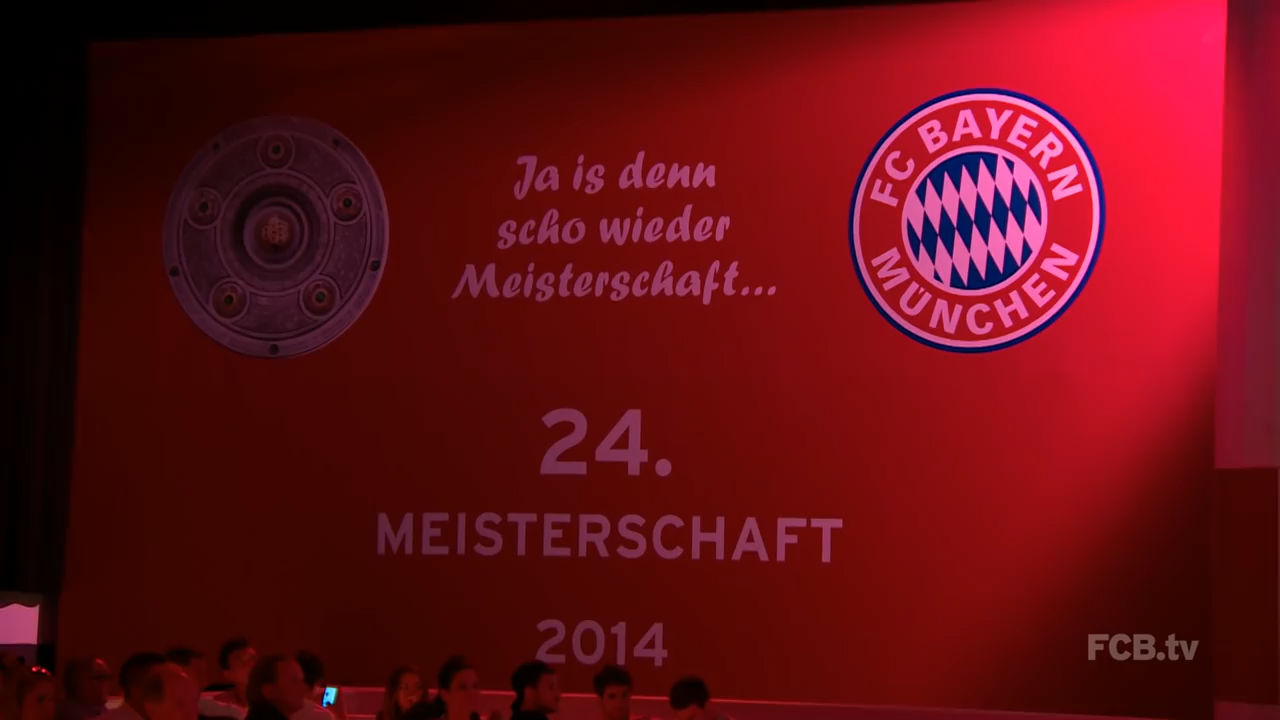 Ja is denn
scho wieder
Meisterschaft...
FC BAYERN
MÜNCHEN
24.
MEISTERSCHAFT
2014
FCB.tv